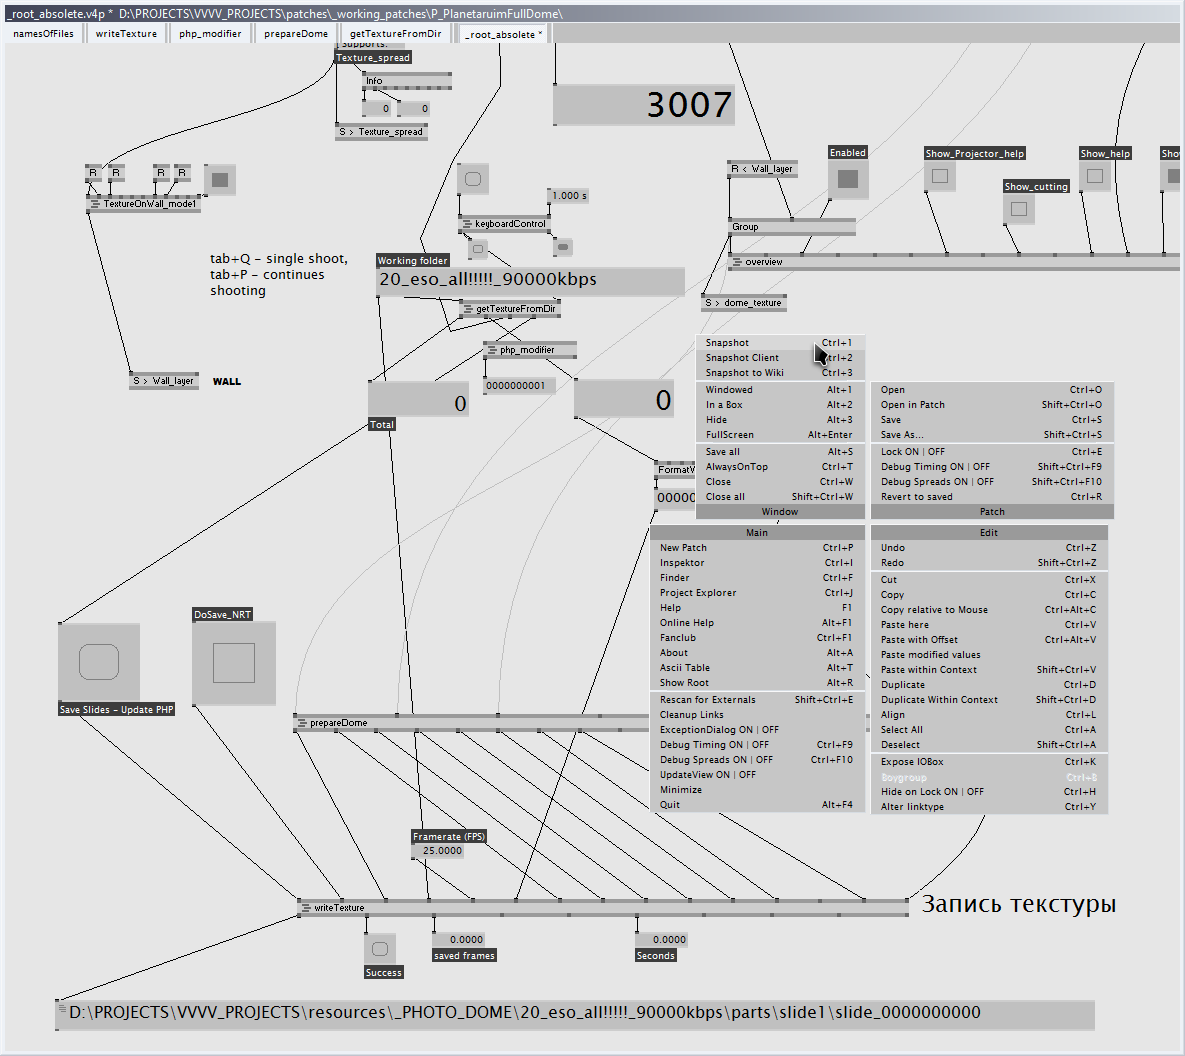 _root_absolete.v4p * D:\PROJECTS\VVVV_PROJECTS\patches\_working_patches\P_PlanetaruimFullDome\
namesOfFiles writeTexture php_modifier prepareDome getTextureFromDir _root_absolete *
Supports:
Texture_spread
Info
0 0
S > Texture_spread
3007
R R R R
TextureOnWall_mode1
tab+Q - single shoot,
tab+P - continues
shooting
S > Wall_layer WALL
1.000 s
keyboardControl
Working folder
20_eso_all!!!!!_90000kbps
getTextureFromDir
php_modifier
0000000001
0
Total
0
R < Wall_layer
Enabled
Show_Projector_help
Show_cutting
Show_help
Group
overview
S > dome_texture
Snapshot Ctrl+1
Snapshot Client Ctrl+2
Snapshot to Wiki Ctrl+3
Windowed Alt+1
In a Box Alt+2
Hide Alt+3
FullScreen Alt+Enter
Save all Alt+S
AlwaysOnTop Ctrl+T
Close Ctrl+W
Close all Shift+Ctrl+W
Window
Open Ctrl+O
Open in Patch Shift+Ctrl+O
Save Ctrl+S
Save As... Shift+Ctrl+S
Lock ON | OFF Ctrl+E
Debug Timing ON | OFF Shift+Ctrl+F9
Debug Spreads ON | OFF Shift+Ctrl+F10
Revert to saved Ctrl+R
Patch
FormatV
00000
Main
New Patch Ctrl+P
Inspektor Ctrl+I
Finder Ctrl+F
Project Explorer Ctrl+J
Help F1
Online Help Alt+F1
Fanclub Ctrl+F1
About Alt+A
Ascii Table Alt+T
Show Root Alt+R
Rescan for Externals Shift+Ctrl+E
Cleanup Links
ExceptionDialog ON | OFF
Debug Timing ON | OFF Ctrl+F9
Debug Spreads ON | OFF Ctrl+F10
UpdateView ON | OFF
Minimize
Quit Alt+F4
Edit
Undo Ctrl+Z
Redo Shift+Ctrl+Z
Cut Ctrl+X
Copy Ctrl+C
Copy relative to Mouse Ctrl+Alt+C
Paste here Ctrl+V
Paste with Offset Ctrl+Alt+V
Paste modified values
Paste within Context Shift+Ctrl+V
Duplicate Ctrl+D
Duplicate Within Context Shift+Ctrl+D
Align Ctrl+L
Select All Ctrl+A
Deselect Shift+Ctrl+A
Expose IOBox Ctrl+K
Boygroup Ctrl+B
Hide on Lock ON | OFF Ctrl+H
Alter linktype Ctrl+Y
DoSave_NRT
Save Slides - Update PHP
prepareDome
Framerate (FPS)
25.0000
writeTexture
Запись текстуры
Success
0.0000
saved frames
0.0000
Seconds
D:\PROJECTS\VVVV_PROJECTS\resources\_PHOTO_DOME\20_eso_all!!!!!_90000kbps\parts\slide1\slide_0000000000